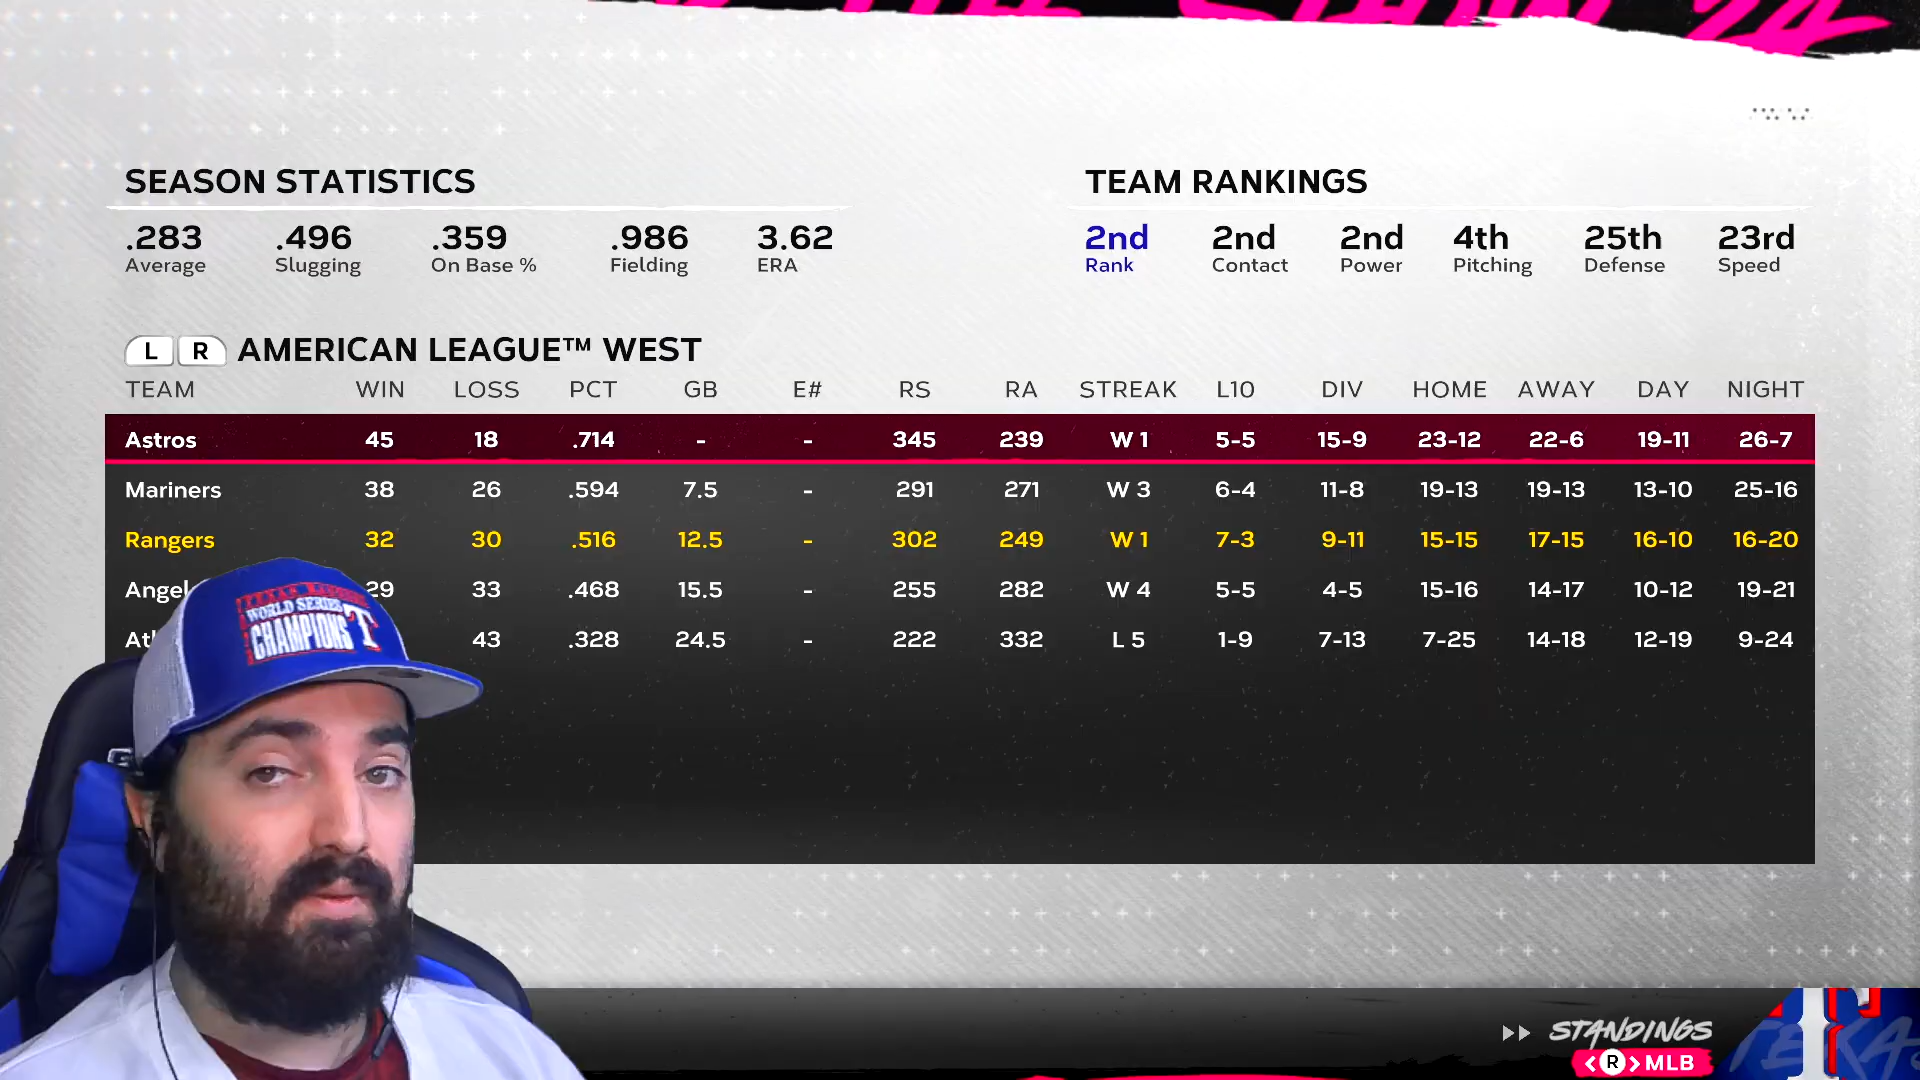 THE SHOW 24
SEASON STATISTICS
TEAM RANKINGS
.283 .496 .359 .986 3.62
Average Slugging On Base % Fielding ERA
2nd 2nd 2nd 4th 25th 23rd
Rank Contact Power Pitching Defense Speed
L R AMERICAN LEAGUE™ WEST
TEAM WIN LOSS PCT GB E# RS RA STREAK L10 DIV HOME AWAY DAY NIGHT
Astros 45 18 .714 - - 345 239 W 1 5-5 15-9 23-12 22-6 19-11 26-7
Mariners 38 26 .594 7.5 - 291 271 W 3 6-4 11-8 19-13 19-13 13-10 25-16
Rangers 32 30 .516 12.5 - 302 249 W 1 7-3 9-11 15-15 17-15 16-10 16-20
Angel 29 33 .468 15.5 - 255 282 W 4 5-5 4-5 15-16 14-17 10-12 19-21
At 43 .328 24.5 - 222 332 L 5 1-9 7-13 7-25 14-18 12-19 9-24
TEXAS RANGERS
WORLD SERIES
CHAMPIONS T
STANDINGS
R MLB
T